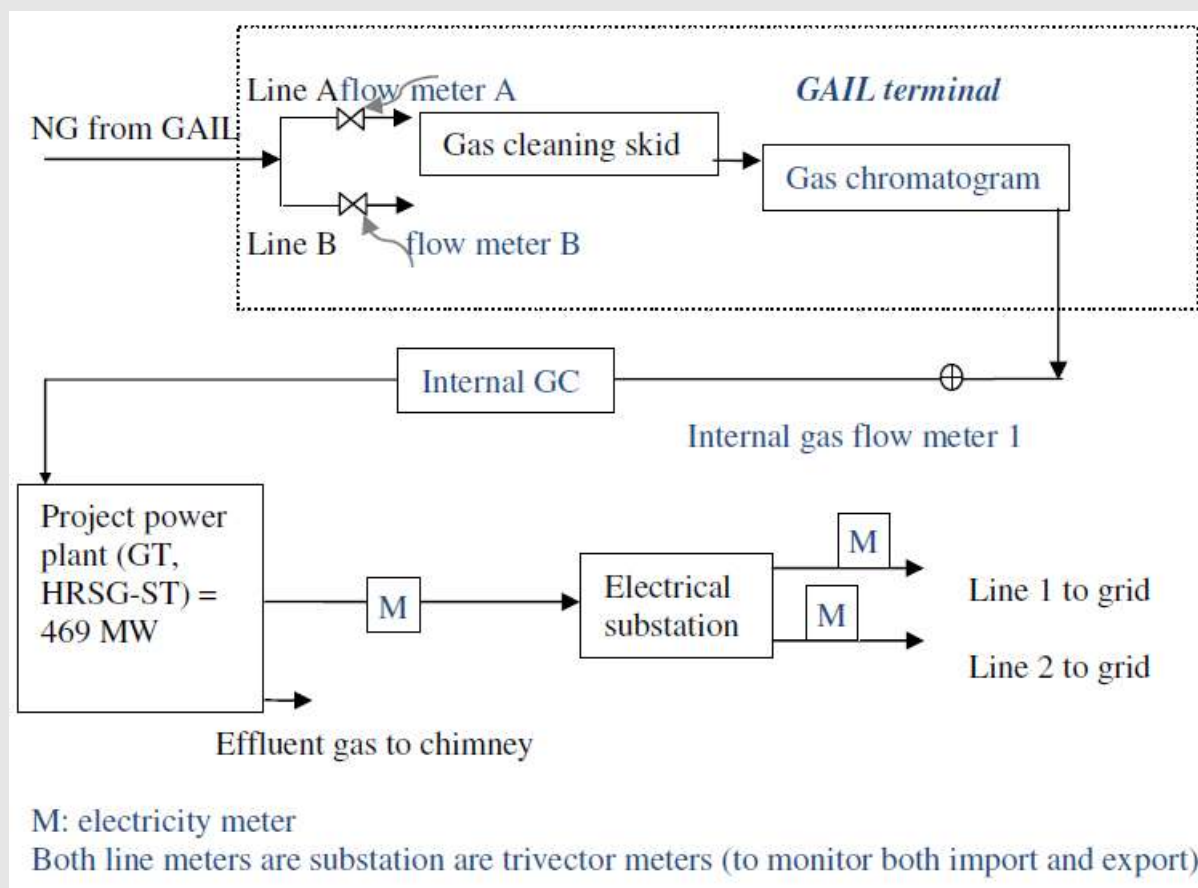 Line A flow meter A
GAIL terminal
NG from GAIL
Gas cleaning skid
Gas chromatogram
Line B
flow meter B
Internal GC
Internal gas flow meter 1
Project power
plant (GT,
HRSG-ST) =
469 MW
M
Electrical
substation
M
M
Line 1 to grid
Line 2 to grid
Effluent gas to chimney
M: electricity meter
Both line meters are substation are trivector meters (to monitor both import and export)